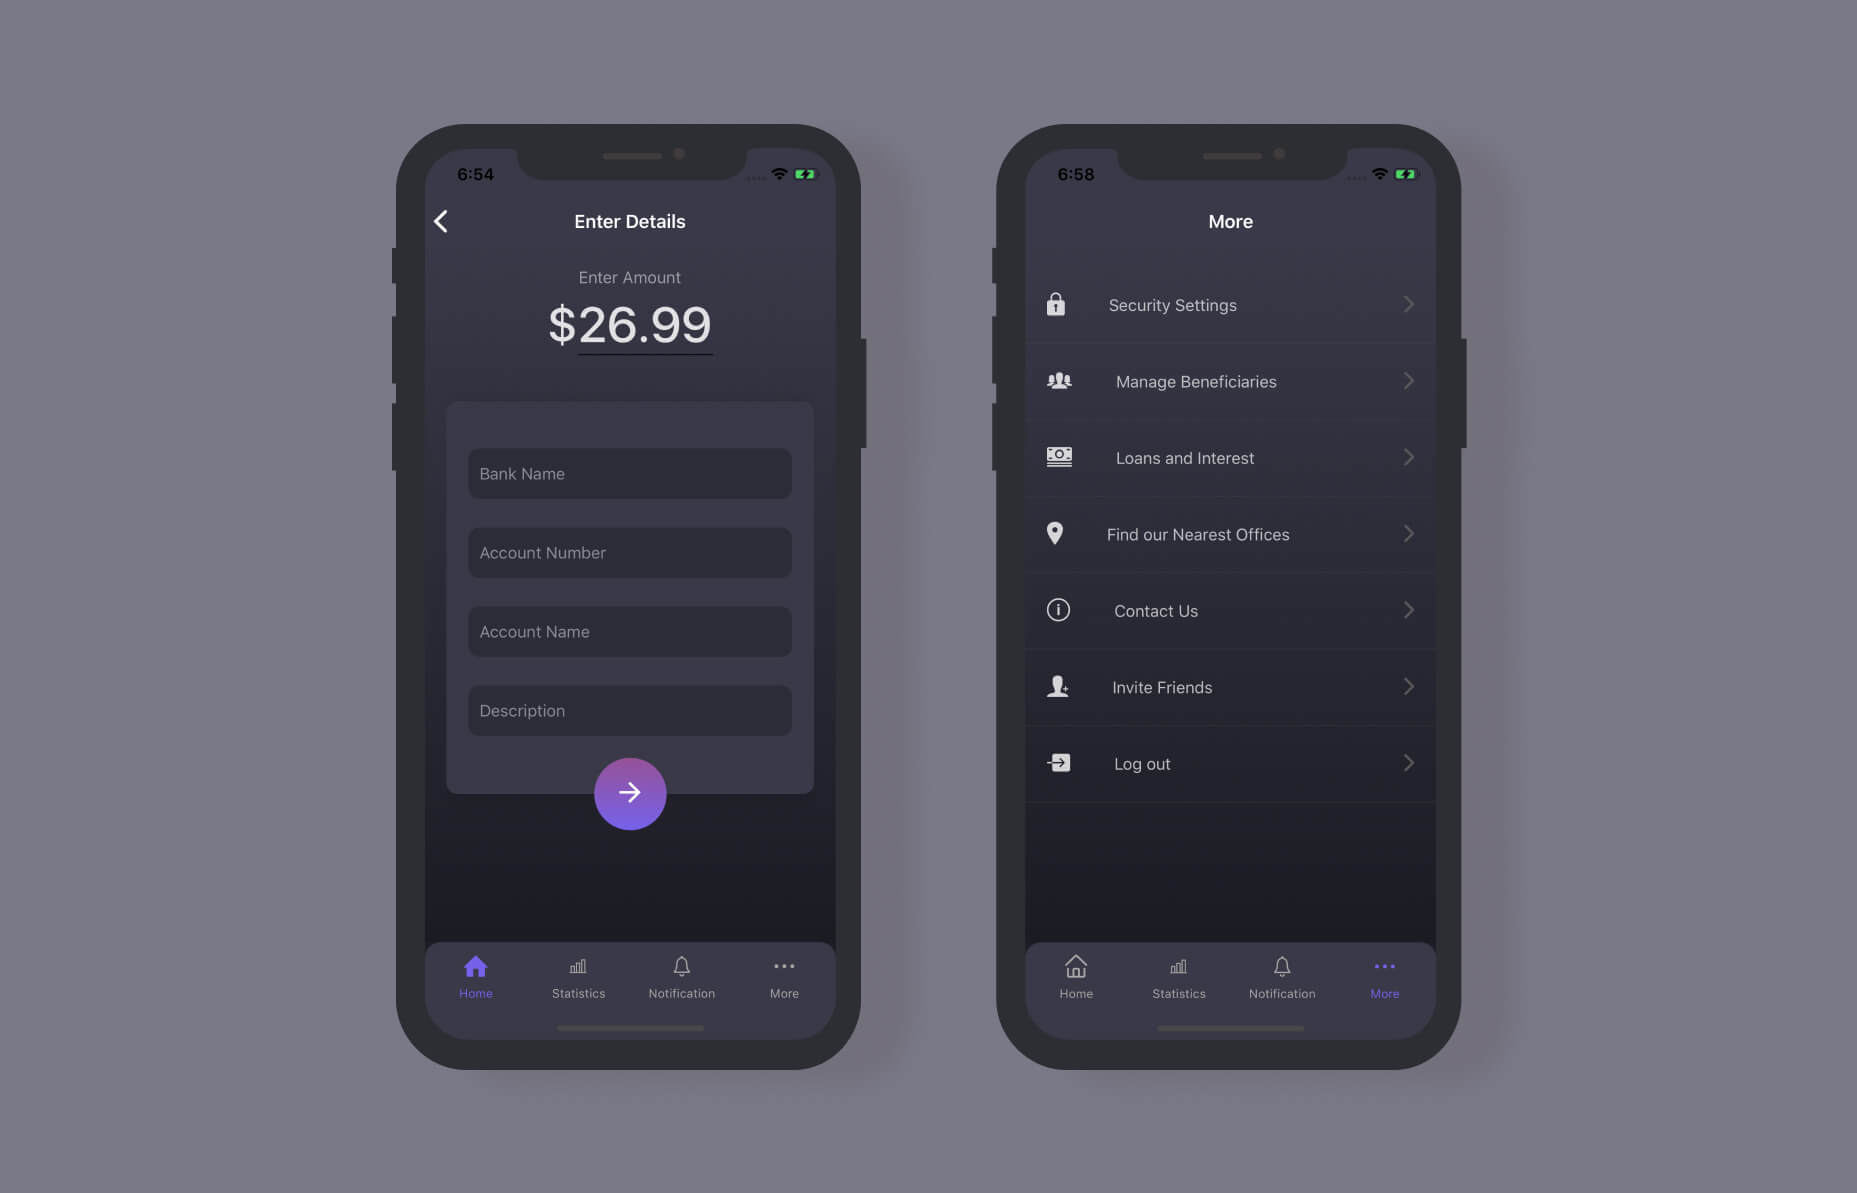 6:54
Enter Details
Enter Amount
$26.99
Bank Name
Account Number
Account Name
Description
Home Statistics Notification More
6:58
More
Security Settings
Manage Beneficiaries
Loans and Interest
Find our Nearest Offices
Contact Us
Invite Friends
Log out
Home Statistics Notification More